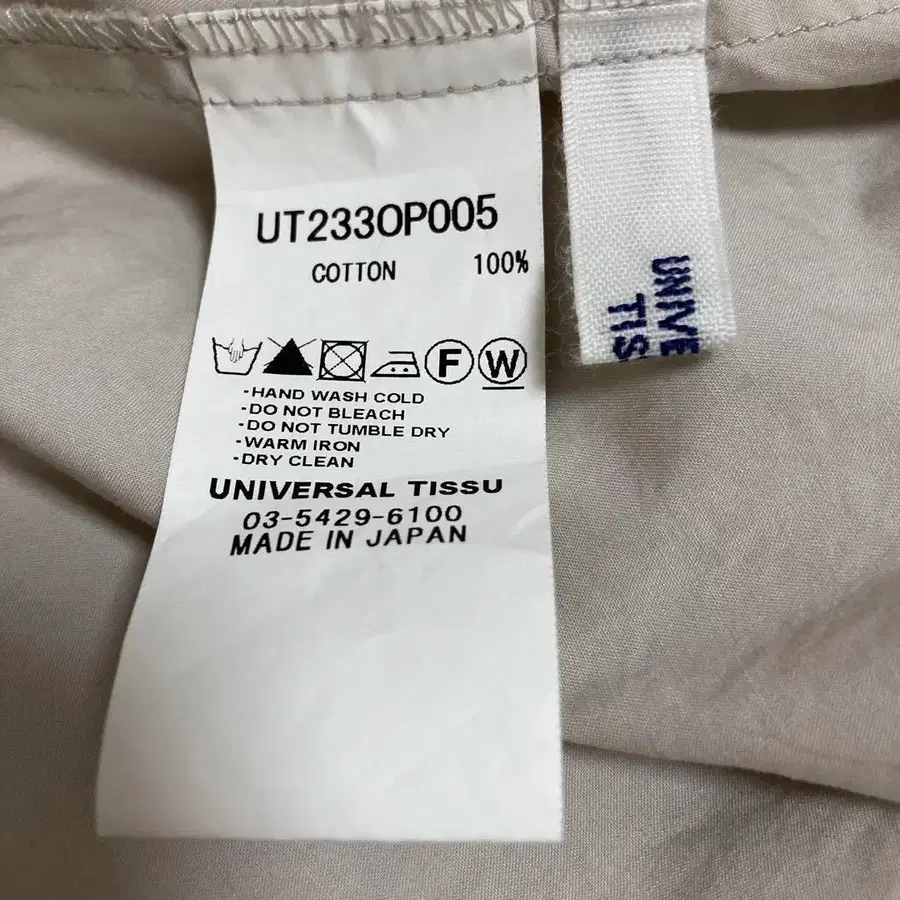 UT233OP005
COTTON 100%
F W
-HAND WASH COLD
-DO NOT BLEACH
-DO NOT TUMBLE DRY
-WARM IRON
-DRY CLEAN
UNIVERSAL TISSU
03-5429-6100
MADE IN JAPAN
UNIVE
TIS